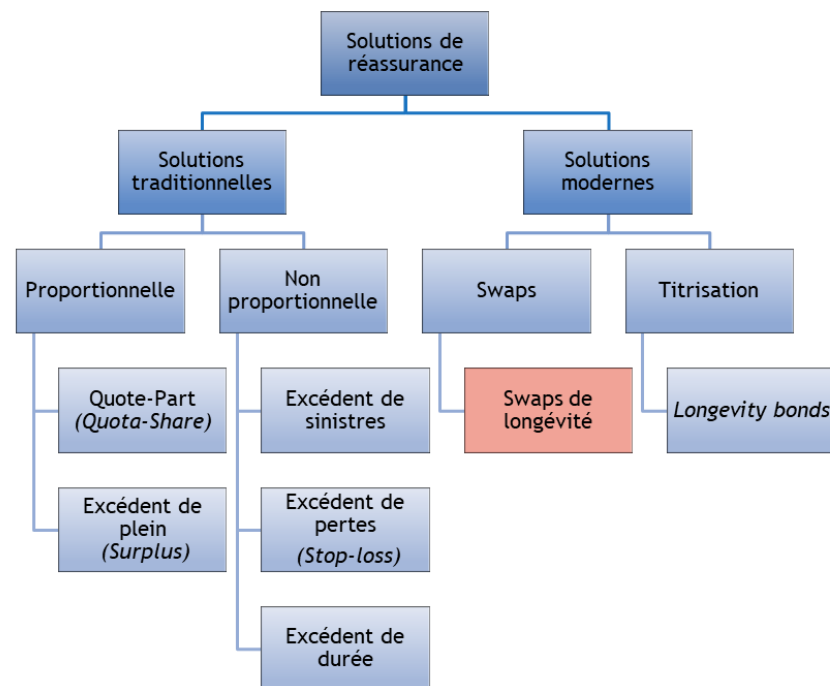 Solutions de
réassurance
Solutions
traditionnelles
Solutions
modernes
Proportionnelle
Non
proportionnelle
Swaps
Titrisation
Quote-Part
(Quota-Share)
Excédent de
sinistres
Swaps de
longévité
Longevity bonds
Excédent de
plein
(Surplus)
Excédent de
pertes
(Stop-loss)
Excédent de
durée